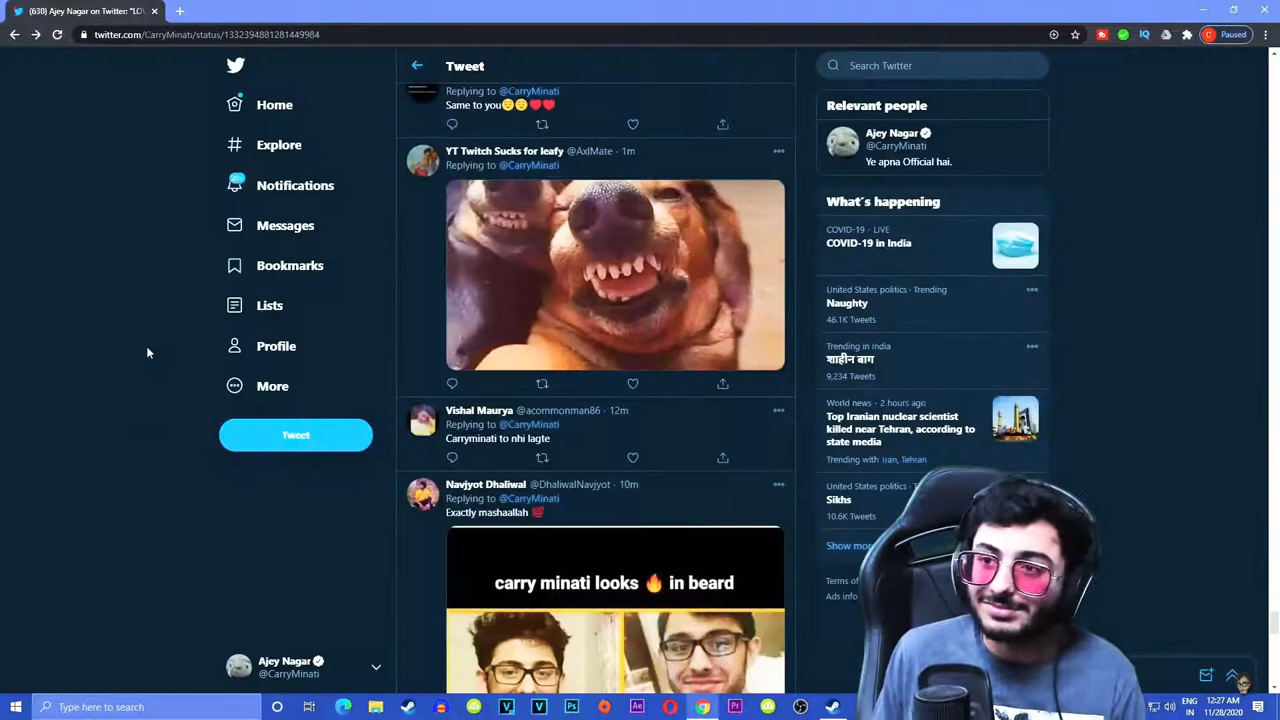 (630) Ajey Nagar on Twitter: "LO
twitter.com/CarryMinati/status/1332394881281449984
Paused
Home
Explore
20+
Notifications
Messages
Bookmarks
Lists
Profile
More
Tweet
Ajey Nagar
@CarryMinati
Tweet
Replying to @CarryMinati
Same to you😌😌♥️♥️
YT Twitch Sucks for leafy @AxlMate · 1m
Replying to @CarryMinati
Vishal Maurya @acommonman86 · 12m
Replying to @CarryMinati
Carryminati to nhi lagte
Navjyot Dhaliwal @DhaliwalNavjyot · 10m
Replying to @CarryMinati
Exactly mashaallah 💯
carry minati looks 🔥 in beard
Search Twitter
Relevant people
Ajey Nagar
@CarryMinati
Ye apna Official hai.
What's happening
COVID-19 · LIVE
COVID-19 in India
United States politics · Trending
Naughty
46.1K Tweets
Trending in India
शाहीन बाग
9,234 Tweets
World news · 2 hours ago
Top Iranian nuclear scientist
killed near Tehran, according to
state media
Trending with Iran, Tehran
United States politics ·
Sikhs
10.6K Tweets
Show more
Terms of
Ads info
Type here to search
ENG
IN
12:27 AM
11/28/2020